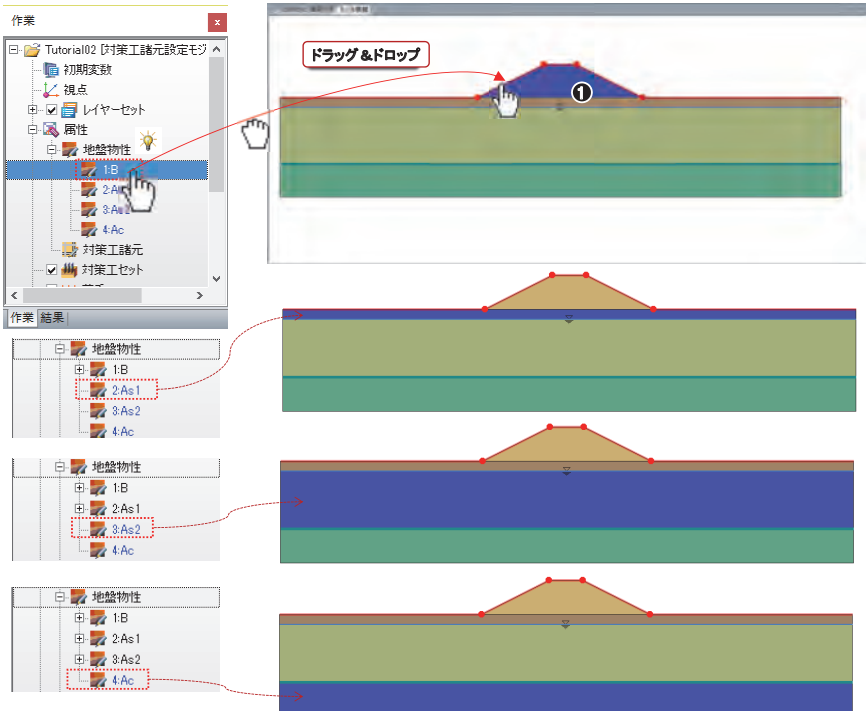 作業
x
Tutorial02 [対策工諸元設定モジ
初期変数
視点
レイヤーセット
属性
地盤物性
1:B
3:As2
4:Ac
対策工諸元
対策工セット
作業 結果
ドラッグ&ドロップ
❶
地盤物性
1:B
2:As1
3:As2
4:Ac
地盤物性
1:B
2:As1
3:As2
4:Ac
地盤物性
1:B
2:As1
3:As2
4:Ac